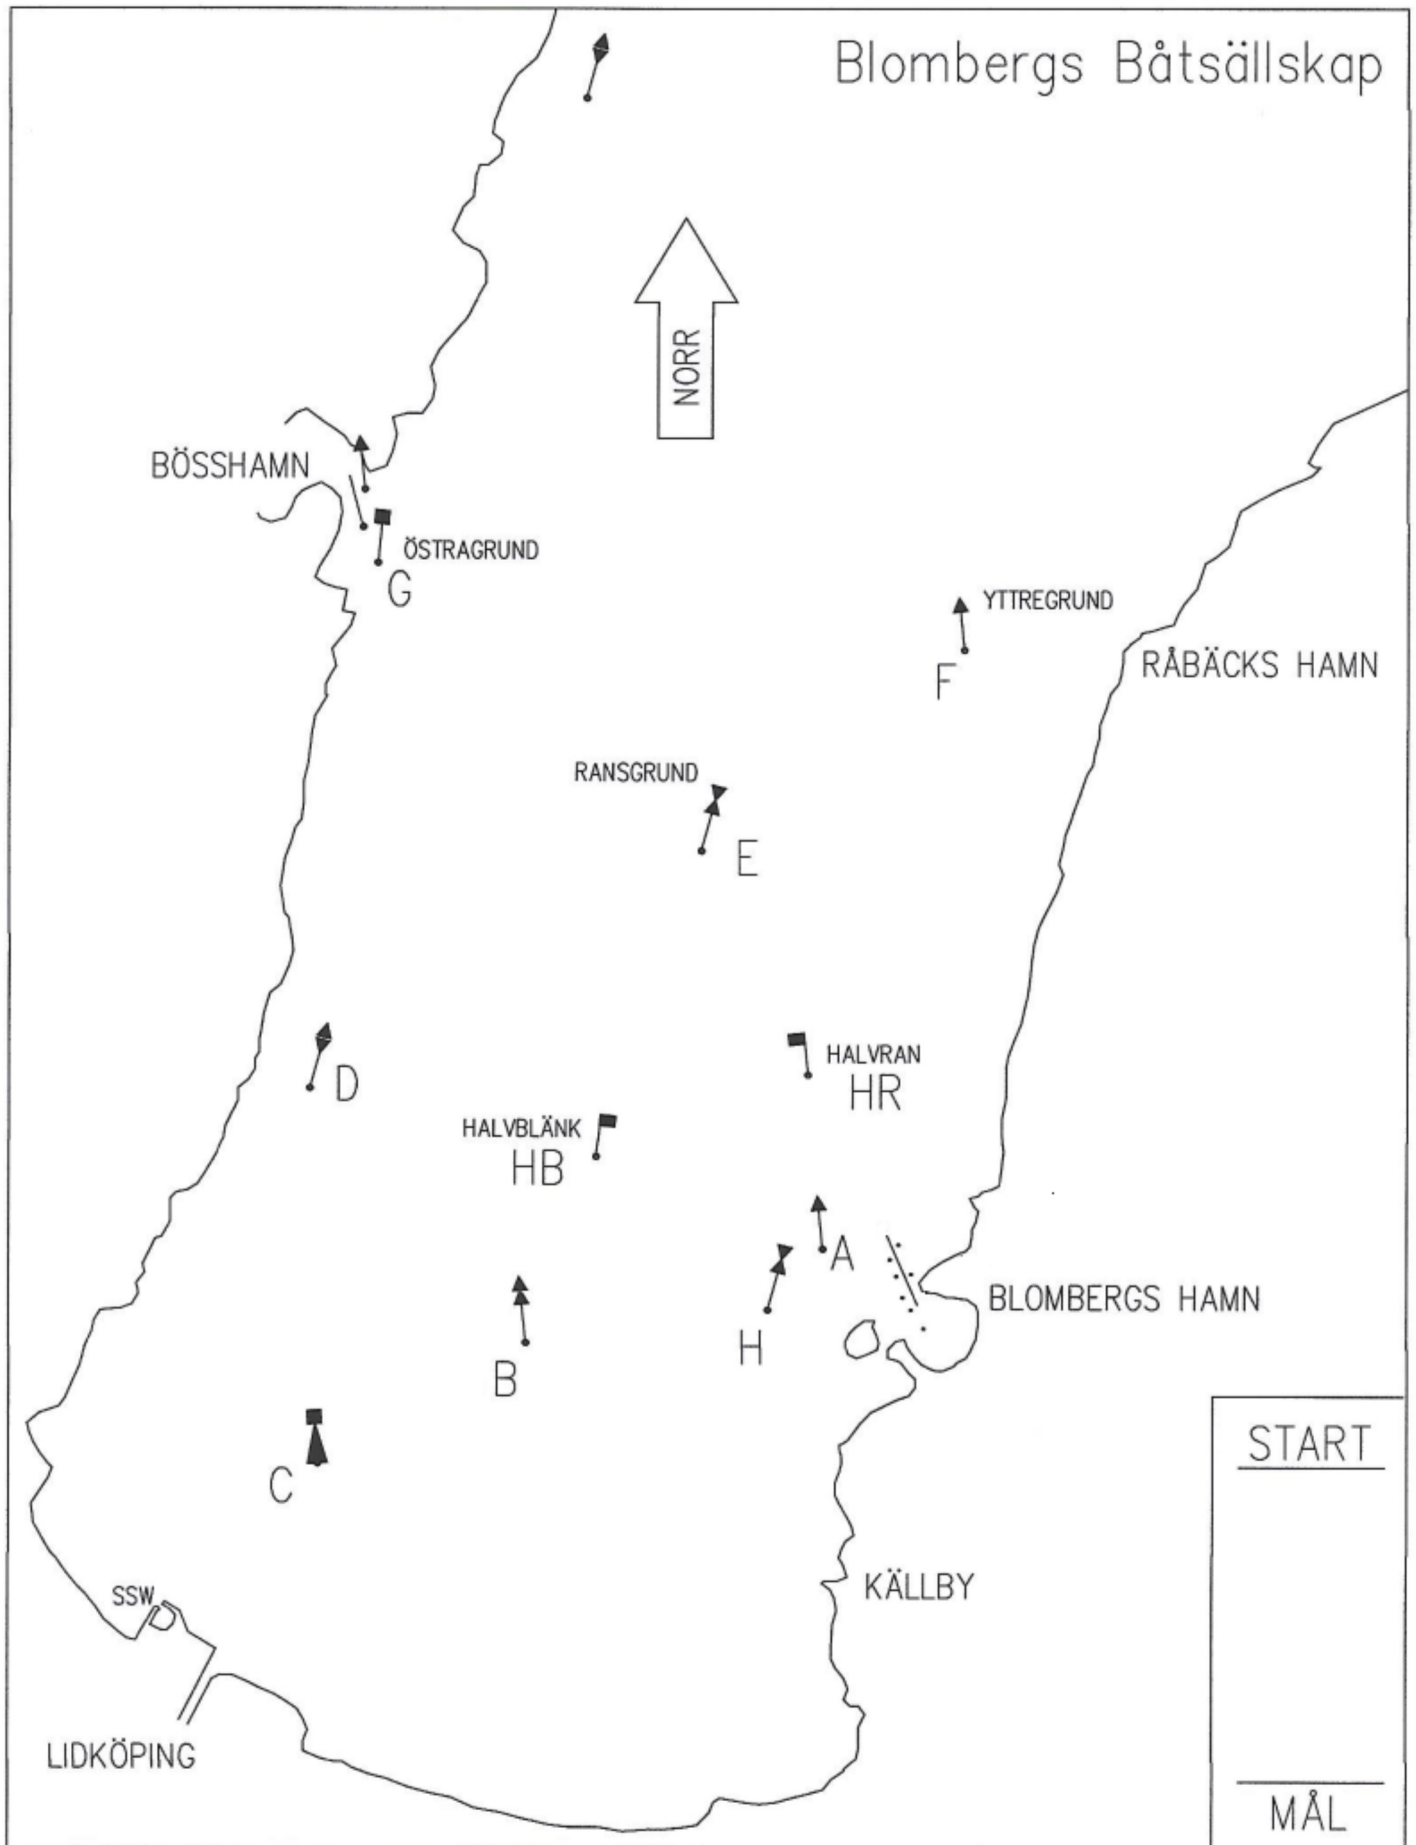 Blombergs Båtsällskap
NORR
BÖSSHAMN
ÖSTRAGRUND
G
YTTREGRUND
F
RÅBÄCKS HAMN
RANSGRUND
E
D
HALVRAN
HR
HALVBLÄNK
HB
A
H
BLOMBERGS HAMN
B
C
START
SSW
KÄLLBY
LIDKÖPING
MÅL